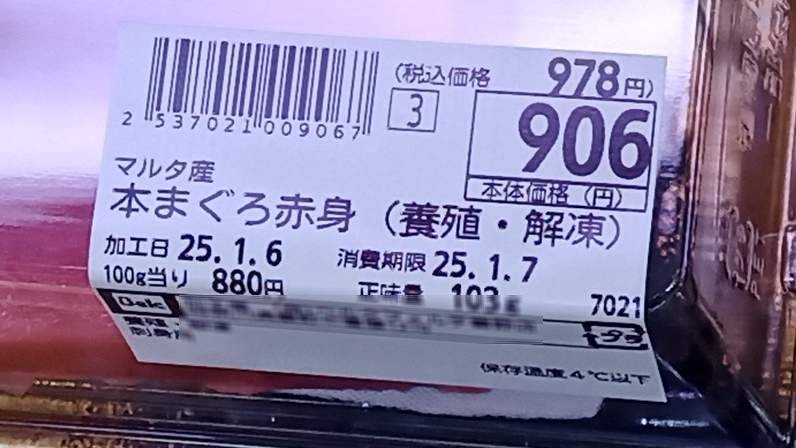 (税込価格 978円)
3
906
本体価格 (円)
2 537021 009067
マルタ産
本まぐろ赤身 (養殖・解凍)
加工日 25.1.6 消費期限 25.1.7
100g当り 880円 正味量 103g 7021
養殖・
保存温度4℃以下